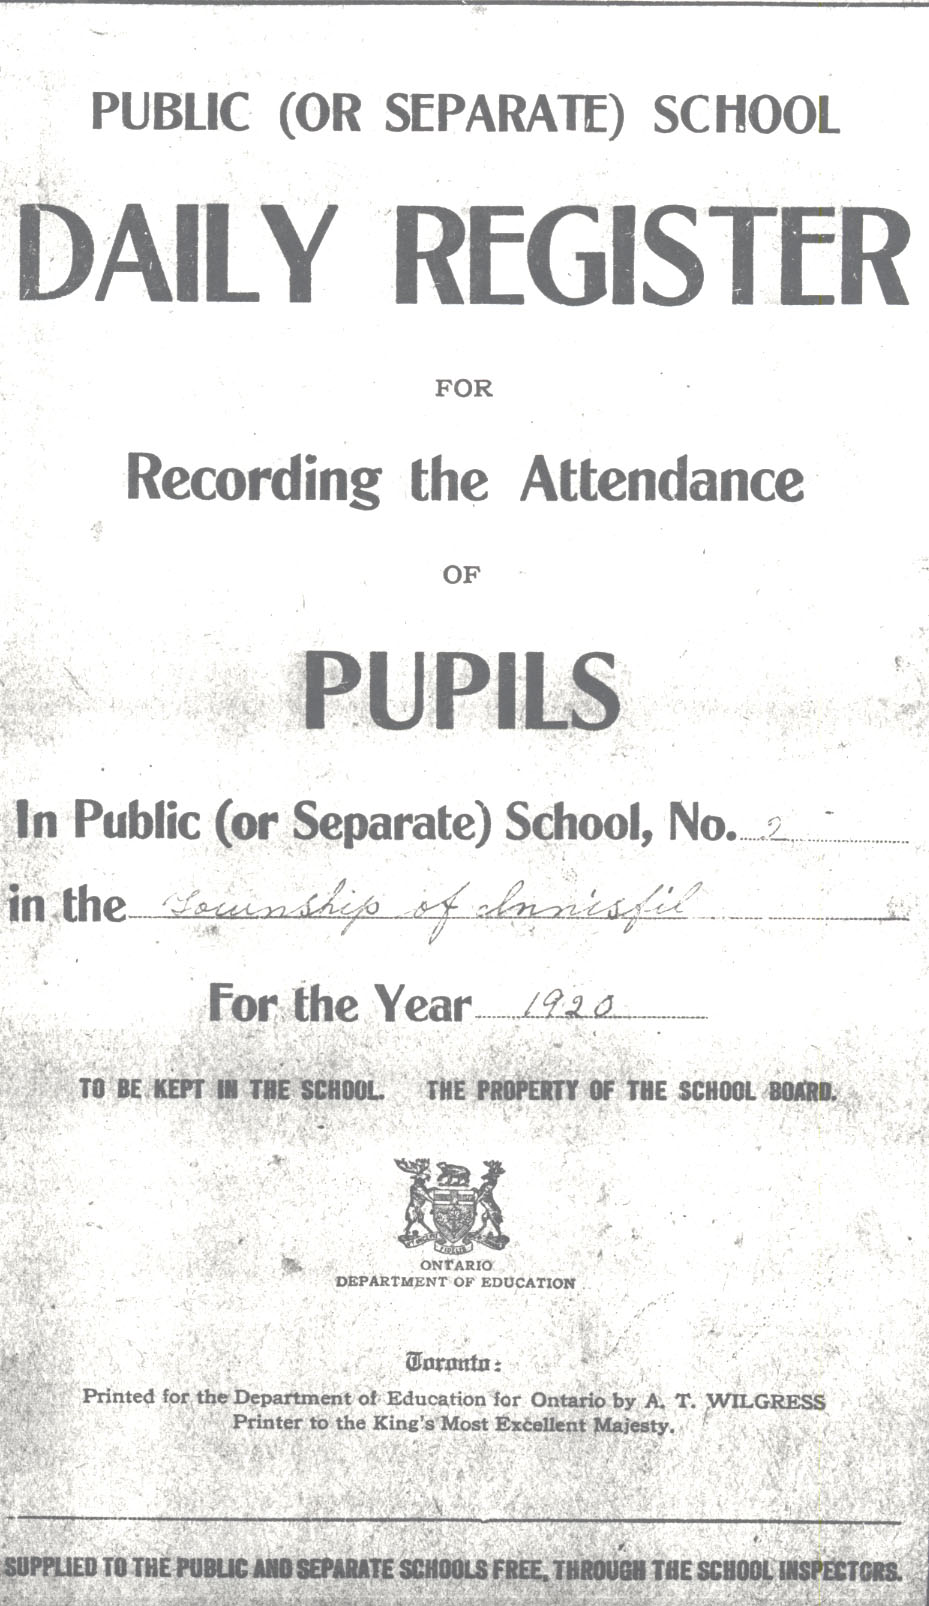 PUBLIC (OR SEPARATE) SCHOOL
DAILY REGISTER
FOR
Recording the Attendance
OF
PUPILS
In Public (or Separate) School, No. 2
in the Township of Innisfil
For the Year 1920
TO BE KEPT IN THE SCHOOL. THE PROPERTY OF THE SCHOOL BOARD.
ONTARIO
DEPARTMENT OF EDUCATION
Toronto:
Printed for the Department of Education for Ontario by A. T. WILGRESS
Printer to the King's Most Excellent Majesty.
SUPPLIED TO THE PUBLIC AND SEPARATE SCHOOLS FREE, THROUGH THE SCHOOL INSPECTORS.